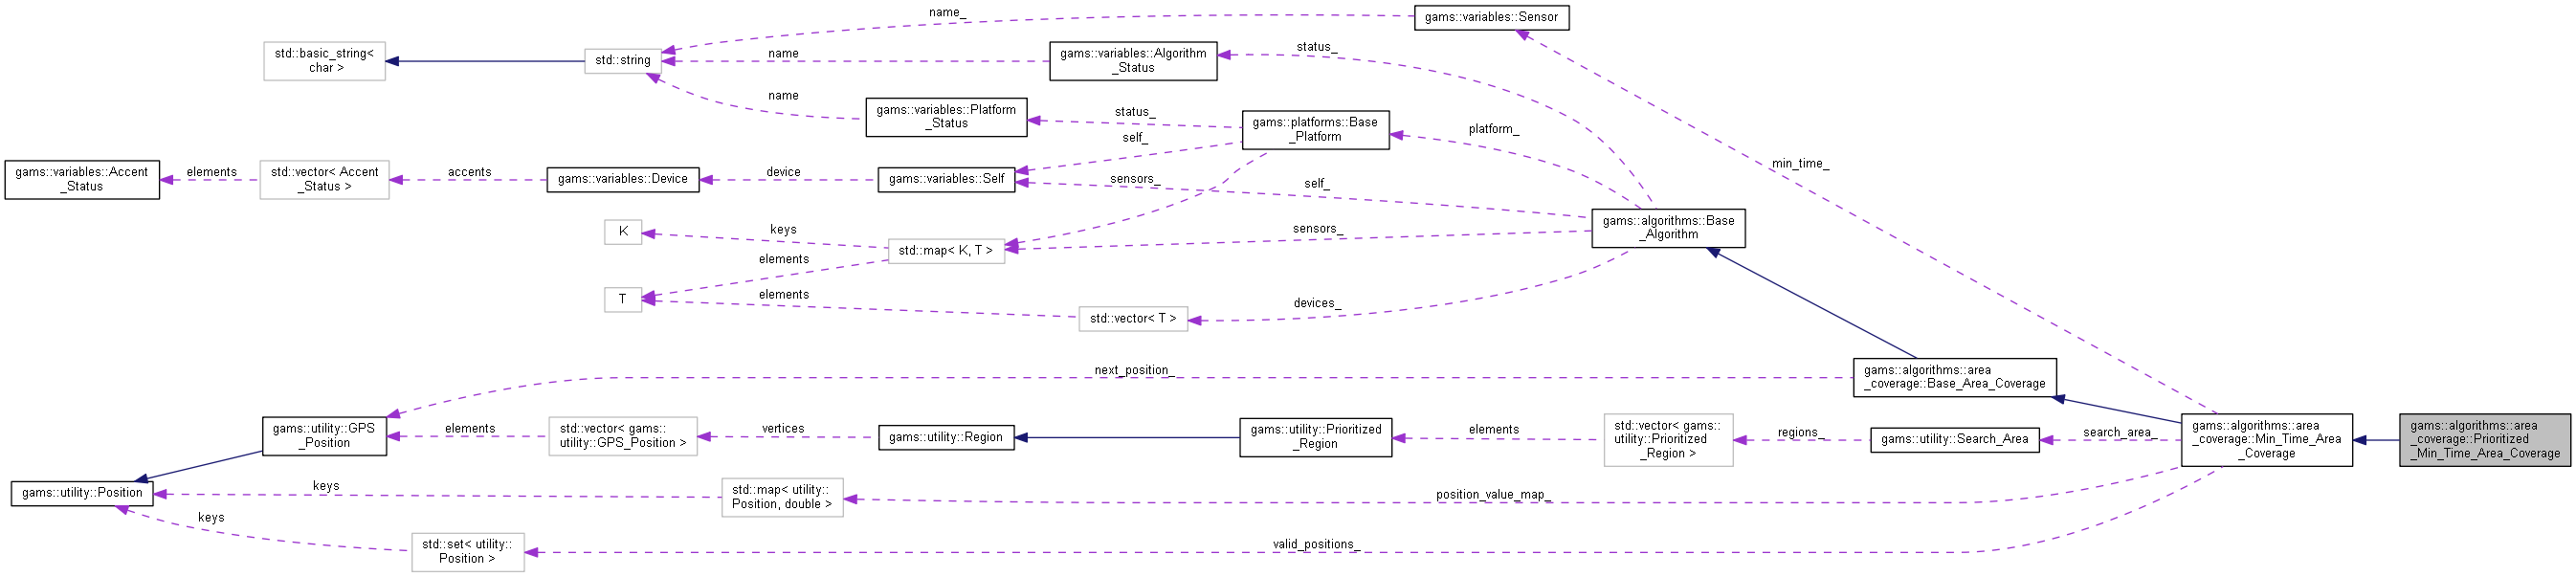 name_
gams::variables::Sensor
std::basic_string<
char >
std::string
name
gams::variables::Algorithm
_Status
status_
name
gams::variables::Platform
_Status
status_
gams::platforms::Base
_Platform
platform_
self_
min_time_
gams::variables::Accent
_Status
elements
std::vector< Accent
_Status >
accents
gams::variables::Device
device
gams::variables::Self
sensors_
self_
K
keys
std::map< K, T >
sensors_
gams::algorithms::Base
_Algorithm
elements
T
elements
std::vector< T >
devices_
next_position_
gams::algorithms::area
_coverage::Base_Area_Coverage
gams::utility::GPS
_Position
elements
std::vector< gams::
utility::GPS_Position >
vertices
gams::utility::Region
gams::utility::Prioritized
_Region
elements
std::vector< gams::
utility::Prioritized
_Region >
regions_
gams::utility::Search_Area
search_area_
gams::algorithms::area
_coverage::Min_Time_Area
_Coverage
gams::algorithms::area
_coverage::Prioritized
_Min_Time_Area_Coverage
gams::utility::Position
keys
std::map< utility::
Position, double >
position_value_map_
keys
std::set< utility::
Position >
valid_positions_